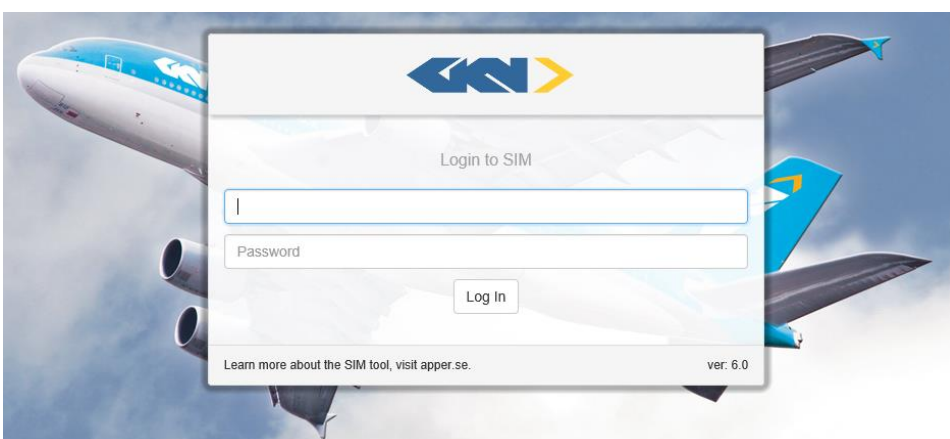 GKN
Login to SIM
Password
Log In
Learn more about the SIM tool, visit apper.se.
ver: 6.0